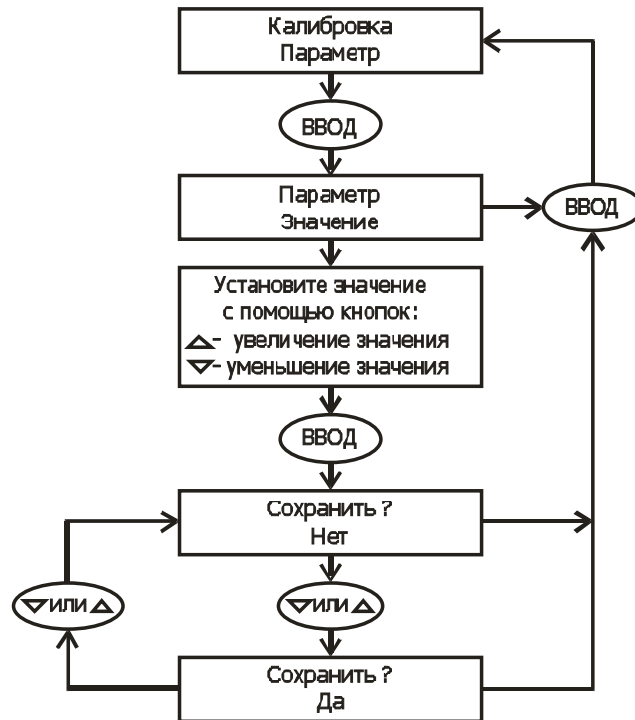 Калибровка
Параметр
ВВОД
Параметр
Значение
ВВОД
Установите значение
с помощью кнопок:
△- увеличение значения
▽- уменьшение значения
ВВОД
Сохранить ?
Нет
▽или△
▽или△
Сохранить ?
Да